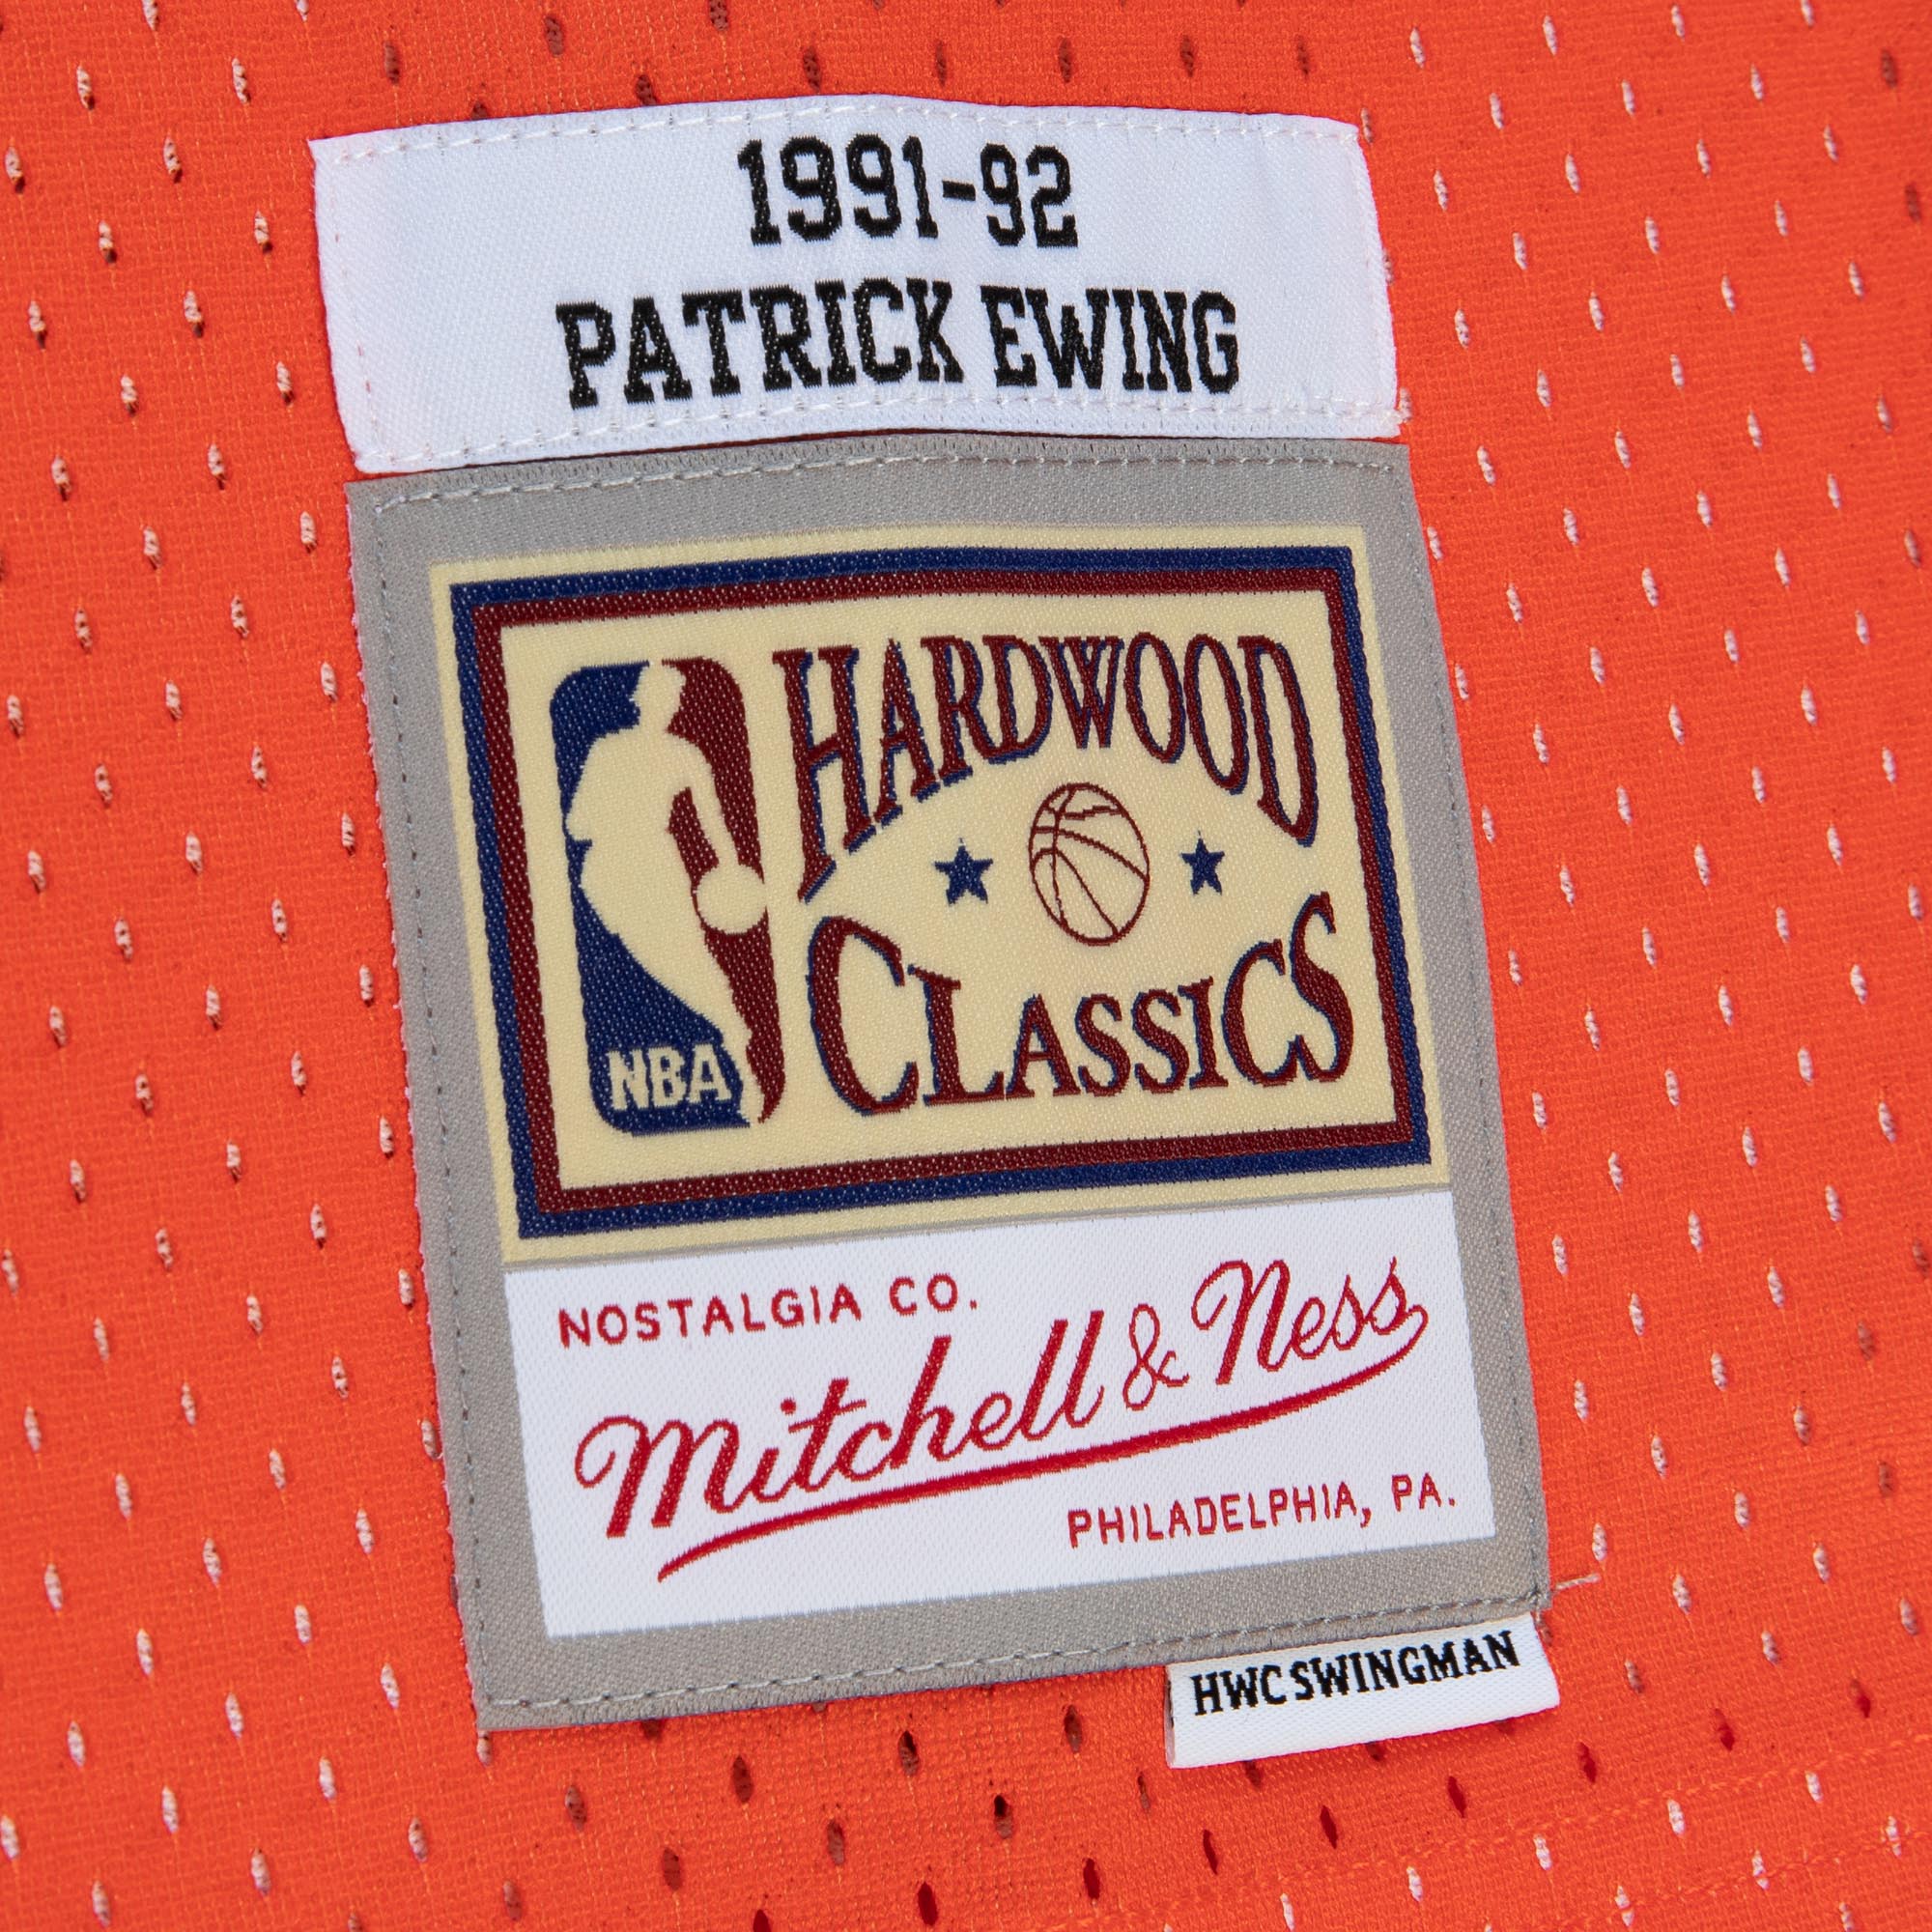 1991-92
PATRICK EWING
HARDWOOD
CLASSICS
NBA
NOSTALGIA CO.
Mitchell & Ness
PHILADELPHIA, PA.
HWC SWINGMAN